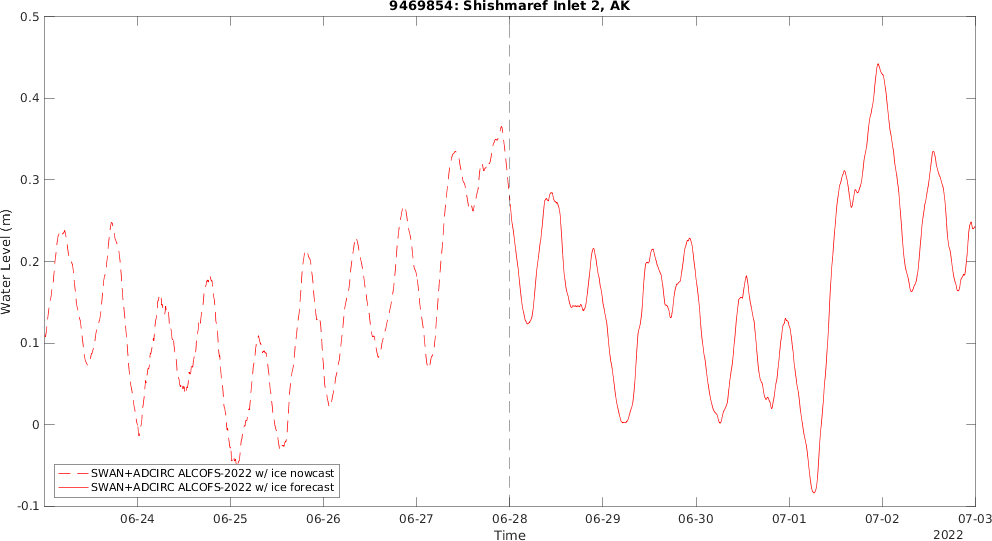 9469854: Shishmaref Inlet 2, AK
0.5
0.4
0.3
0.2
0.1
0
-0.1
Water Level (m)
SWAN+ADCIRC ALCOFS-2022 w/ ice nowcast
SWAN+ADCIRC ALCOFS-2022 w/ ice forecast
06-24 06-25 06-26 06-27 06-28 06-29 06-30 07-01 07-02 07-03
Time
2022